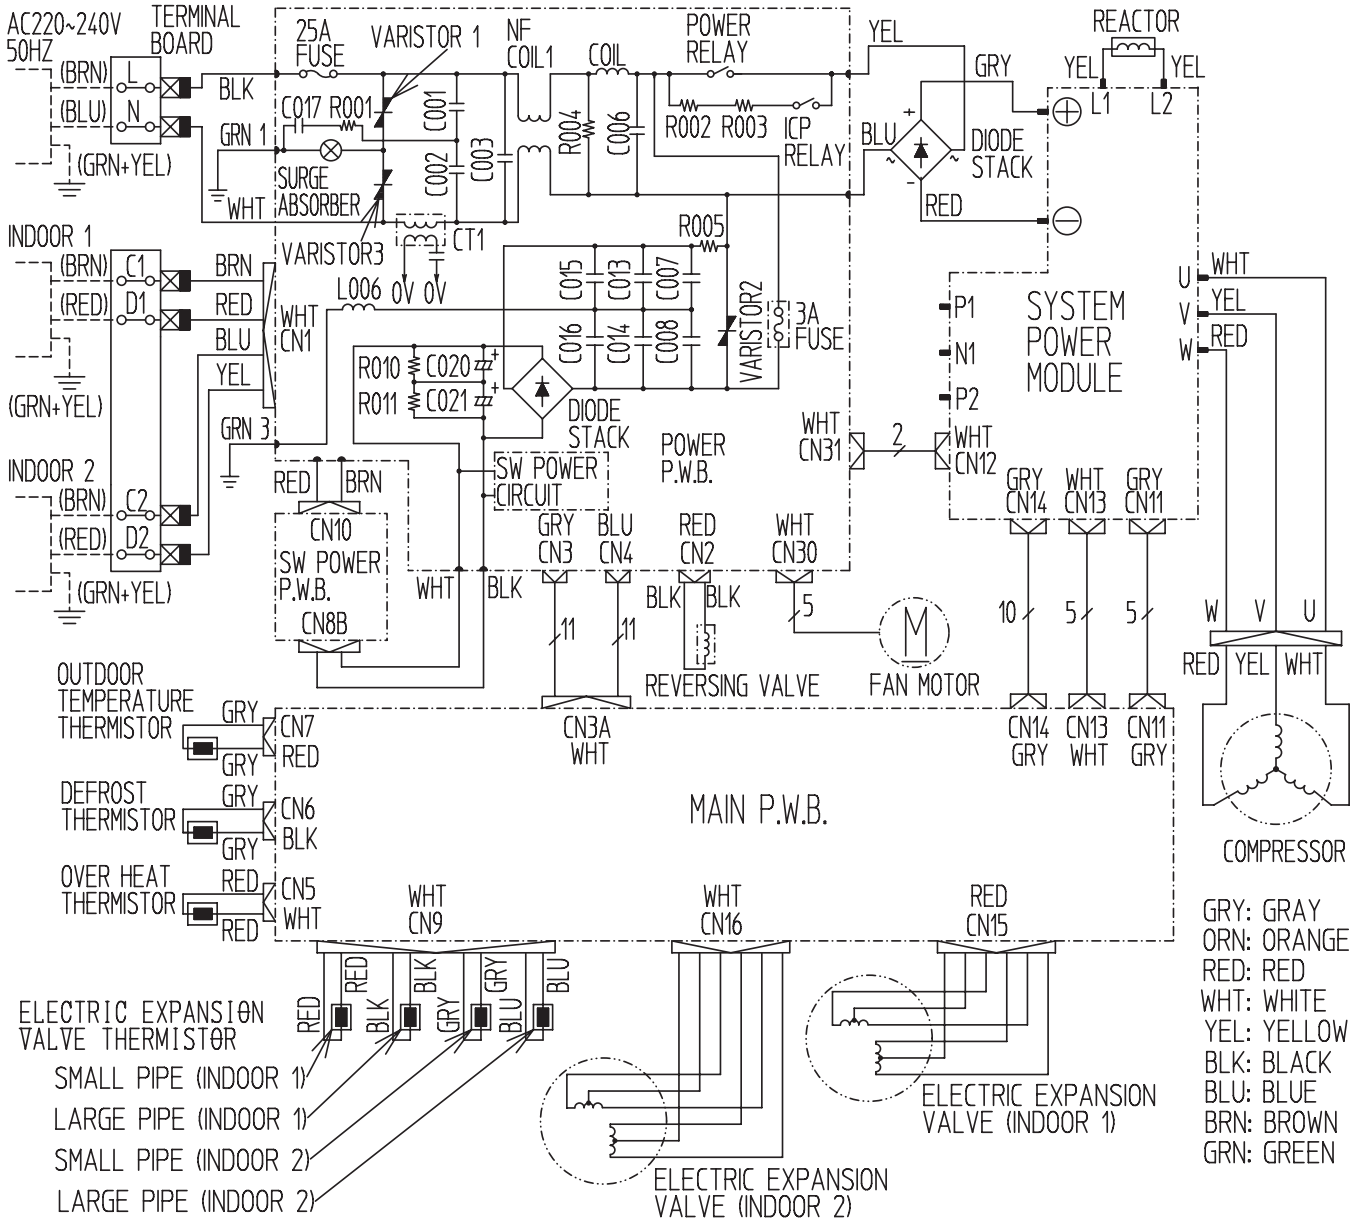 AC220~240V
50HZ
TERMINAL
BOARD
(BRN)
L
(BLU)
N
(GRN+YEL)
BLK
GRN 1
WHT
25A
FUSE
VARISTOR 1
NF
COIL1
COIL
POWER
RELAY
C017
R001
C001
C002
C003
R004
C006
R002
R003
ICP
RELAY
SURGE
ABSORBER
VARISTOR3
CT1
0V
0V
YEL
GRY
BLU
~
+
~
-
DIODE
STACK
RED
REACTOR
YEL
YEL
L1
L2
+
−
INDOOR 1
(BRN)
C1
(RED)
D1
(GRN+YEL)
BRN
RED
BLU
YEL
GRN 3
WHT
CN1
L006
R005
C015
C013
C007
C016
C014
C008
VARISTOR2
3A
FUSE
R010
C020
+
R011
C021
+
DIODE
STACK
POWER
P.W.B.
WHT
CN31
2
WHT
CN12
P1
N1
P2
SYSTEM
POWER
MODULE
U
WHT
V
YEL
W
RED
INDOOR 2
(BRN)
C2
(RED)
D2
(GRN+YEL)
RED
BRN
CN10
SW POWER
P.W.B.
CN8B
SW POWER
CIRCUIT
WHT
BLK
GRY
CN3
BLU
CN4
RED
CN2
WHT
CN30
11
11
BLK
BLK
REVERSING VALVE
5
M
FAN MOTOR
GRY
CN14
WHT
CN13
GRY
CN11
10
5
5
W
V
U
RED
YEL
WHT
COMPRESSOR
OUTDOOR
TEMPERATURE
THERMISTOR
GRY
GRY
CN7
RED
DEFROST
THERMISTOR
GRY
GRY
CN6
BLK
OVER HEAT
THERMISTOR
RED
RED
CN5
WHT
CN3A
WHT
CN14
GRY
CN13
WHT
CN11
GRY
MAIN P.W.B.
WHT
CN9
WHT
CN16
RED
CN15
RED
RED
BLK
BLK
GRY
GRY
BLU
BLU
ELECTRIC EXPANSION
VALVE THERMISTOR
SMALL PIPE (INDOOR 1)
LARGE PIPE (INDOOR 1)
SMALL PIPE (INDOOR 2)
LARGE PIPE (INDOOR 2)
ELECTRIC EXPANSION
VALVE (INDOOR 2)
ELECTRIC EXPANSION
VALVE (INDOOR 1)
GRY: GRAY
ORN: ORANGE
RED: RED
WHT: WHITE
YEL: YELLOW
BLK: BLACK
BLU: BLUE
BRN: BROWN
GRN: GREEN